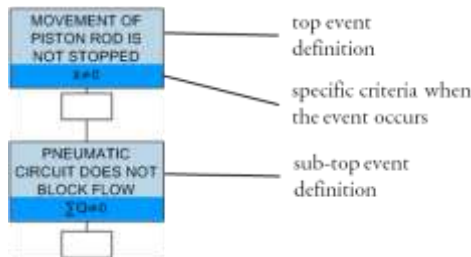 MOVEMENT OF
PISTON ROD IS
NOT STOPPED
ẋ≠0
top event
definition
specific criteria when
the event occurs
PNEUMATIC
CIRCUIT DOES NOT
BLOCK FLOW
∑Q≠0
sub-top event
definition